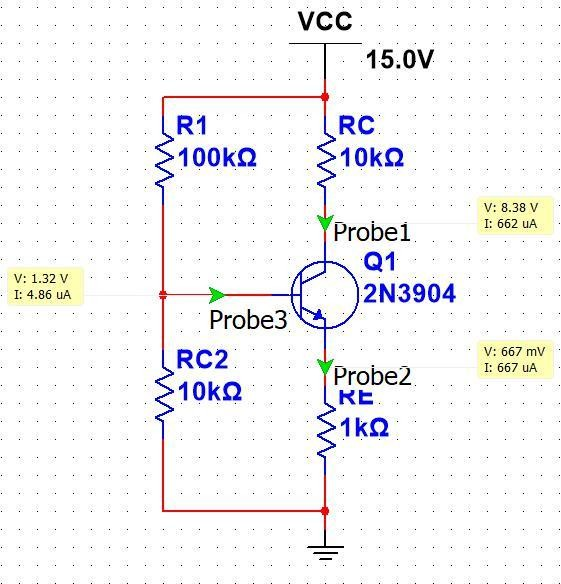 VCC
15.0V
R1
100kΩ
RC
10kΩ
V: 8.38 V
I: 662 uA
Probe1
Q1
2N3904
V: 1.32 V
I: 4.86 uA
Probe3
V: 667 mV
I: 667 uA
Probe2
RC2
10kΩ
RE
1kΩ